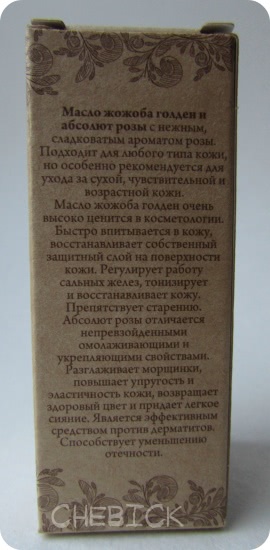 Масло жожоба голден и
абсолют розы с нежным,
сладковатым ароматом розы.
Подходит для любого типа кожи,
но особенно рекомендуется для
ухода за сухой, чувствительной и
возрастной кожи.
Масло жожоба голден очень
высоко ценится в косметологии.
Быстро впитывается в кожу,
восстанавливает собственный
защитный слой на поверхности
кожи. Регулирует работу
сальных желез, тонизирует
и восстанавливает кожу.
Препятствует старению.
Абсолют розы отличается
непревзойденными
омолаживающими и
укрепляющими свойствами.
Разглаживает морщинки,
повышает упругость и
эластичность кожи, возвращает
здоровый цвет и придает легкое
сияние. Является эффективным
средством против дерматитов.
Способствует уменьшению
отечности.
CHEBICK